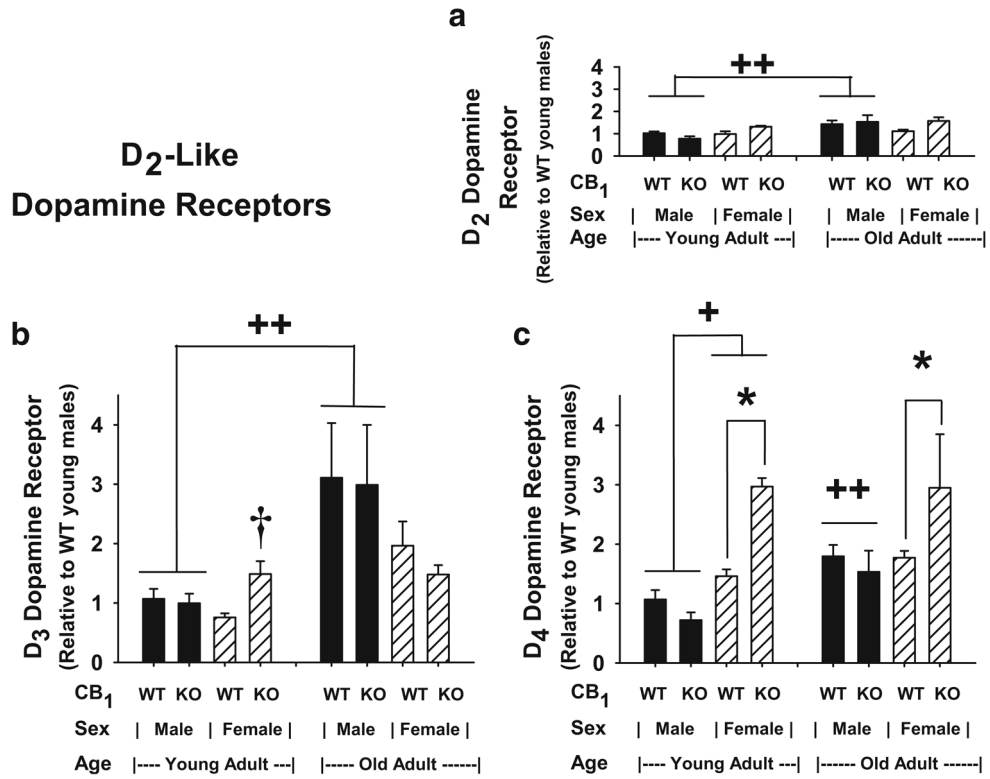 D2-Like
Dopamine Receptors
a
D2 Dopamine
Receptor
(Relative to WT young males)
++
4
3
2
1
0
CB1 WT KO WT KO WT KO WT KO
Sex | Male | Female | | Male | Female |
Age |---- Young Adult ---| |----- Old Adult ------|
b
D3 Dopamine Receptor
(Relative to WT young males)
++
†
4
3
2
1
0
CB1 WT KO WT KO WT KO WT KO
Sex | Male | Female | | Male | Female |
Age |---- Young Adult ---| |----- Old Adult ------|
c
D4 Dopamine Receptor
(Relative to WT young males)
+
*
*
++
4
3
2
1
0
CB1 WT KO WT KO WT KO WT KO
Sex | Male | Female | | Male | Female |
Age |---- Young Adult ---| |------ Old Adult ------|